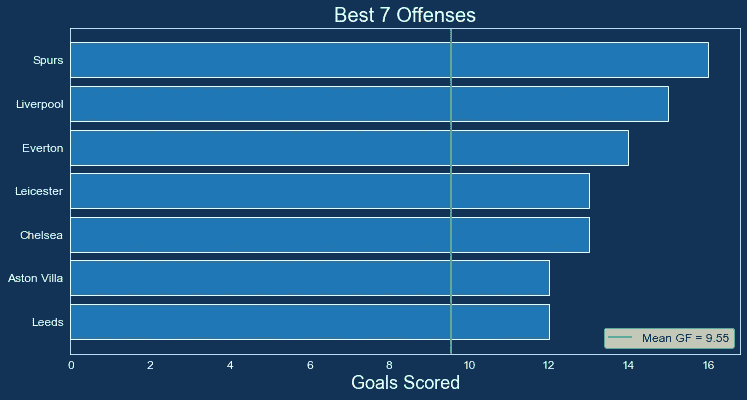 Best 7 Offenses
Spurs
Liverpool
Everton
Leicester
Chelsea
Aston Villa
Leeds
Mean GF = 9.55
0 2 4 6 8 10 12 14 16
Goals Scored